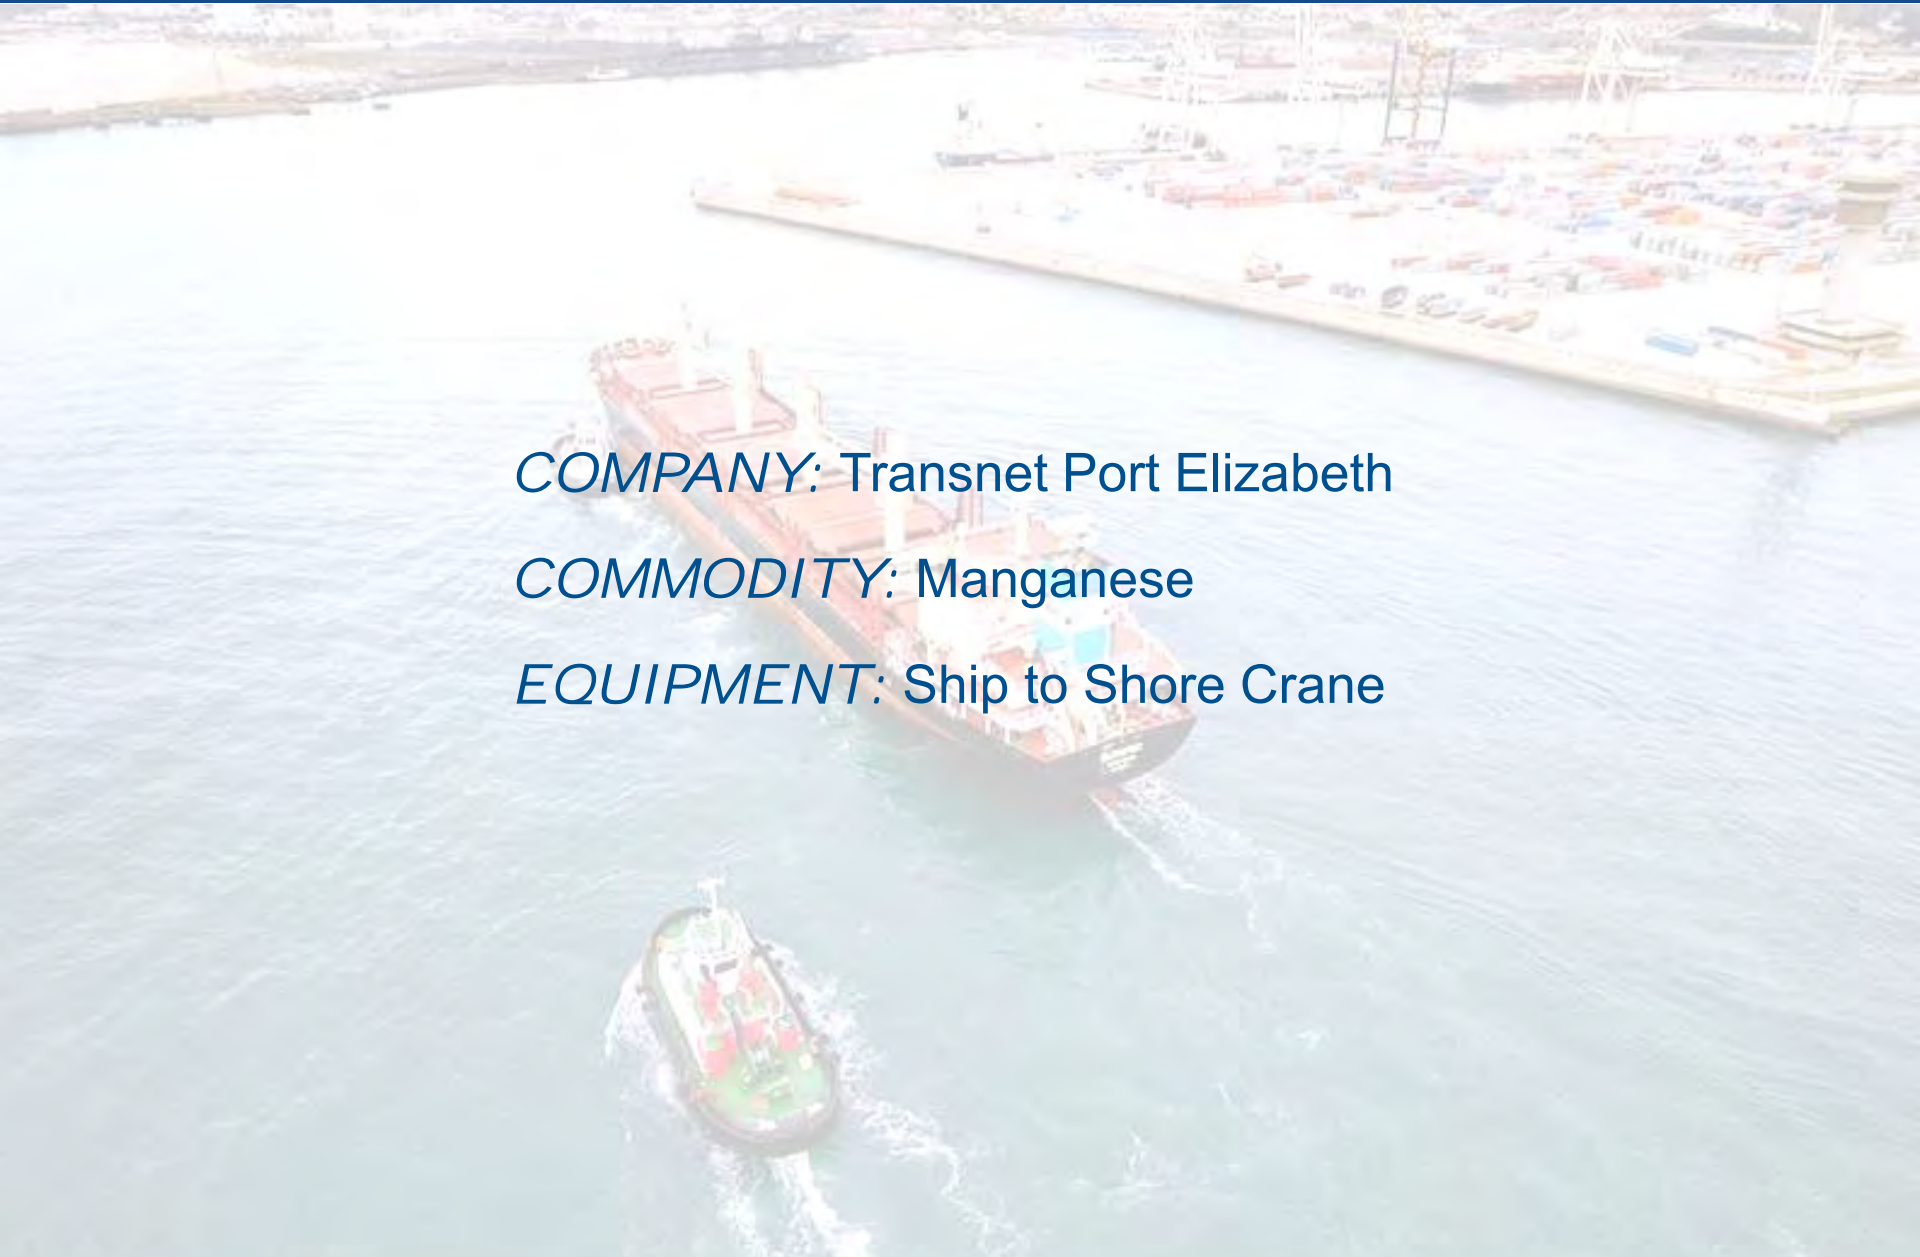 COMPANY: Transnet Port Elizabeth
COMMODITY: Manganese
EQUIPMENT: Ship to Shore Crane